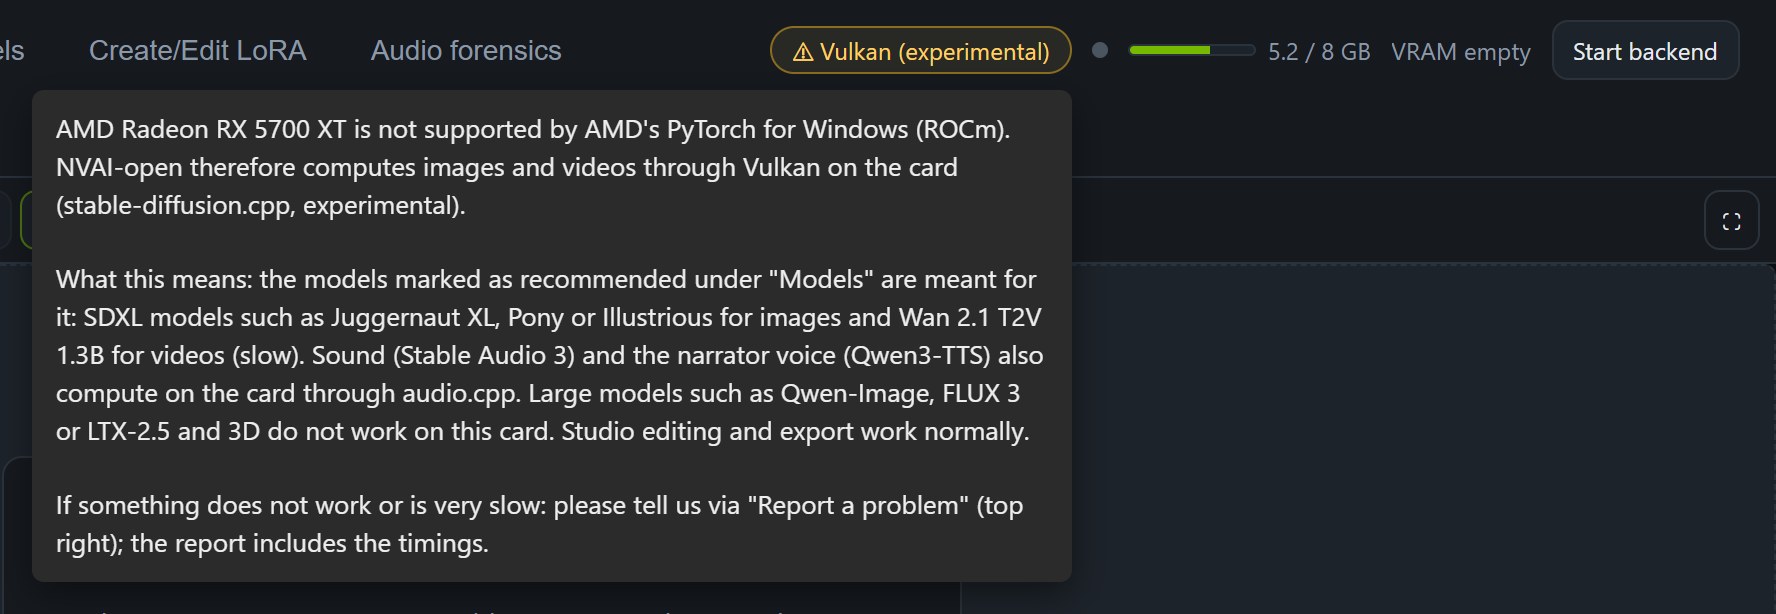 els Create/Edit LoRA Audio forensics ⚠ Vulkan (experimental) 5.2 / 8 GB VRAM empty Start backend
AMD Radeon RX 5700 XT is not supported by AMD's PyTorch for Windows (ROCm).
NVAI-open therefore computes images and videos through Vulkan on the card
(stable-diffusion.cpp, experimental).
What this means: the models marked as recommended under "Models" are meant for
it: SDXL models such as Juggernaut XL, Pony or Illustrious for images and Wan 2.1 T2V
1.3B for videos (slow). Sound (Stable Audio 3) and the narrator voice (Qwen3-TTS) also
compute on the card through audio.cpp. Large models such as Qwen-Image, FLUX 3
or LTX-2.5 and 3D do not work on this card. Studio editing and export work normally.
If something does not work or is very slow: please tell us via "Report a problem" (top
right); the report includes the timings.